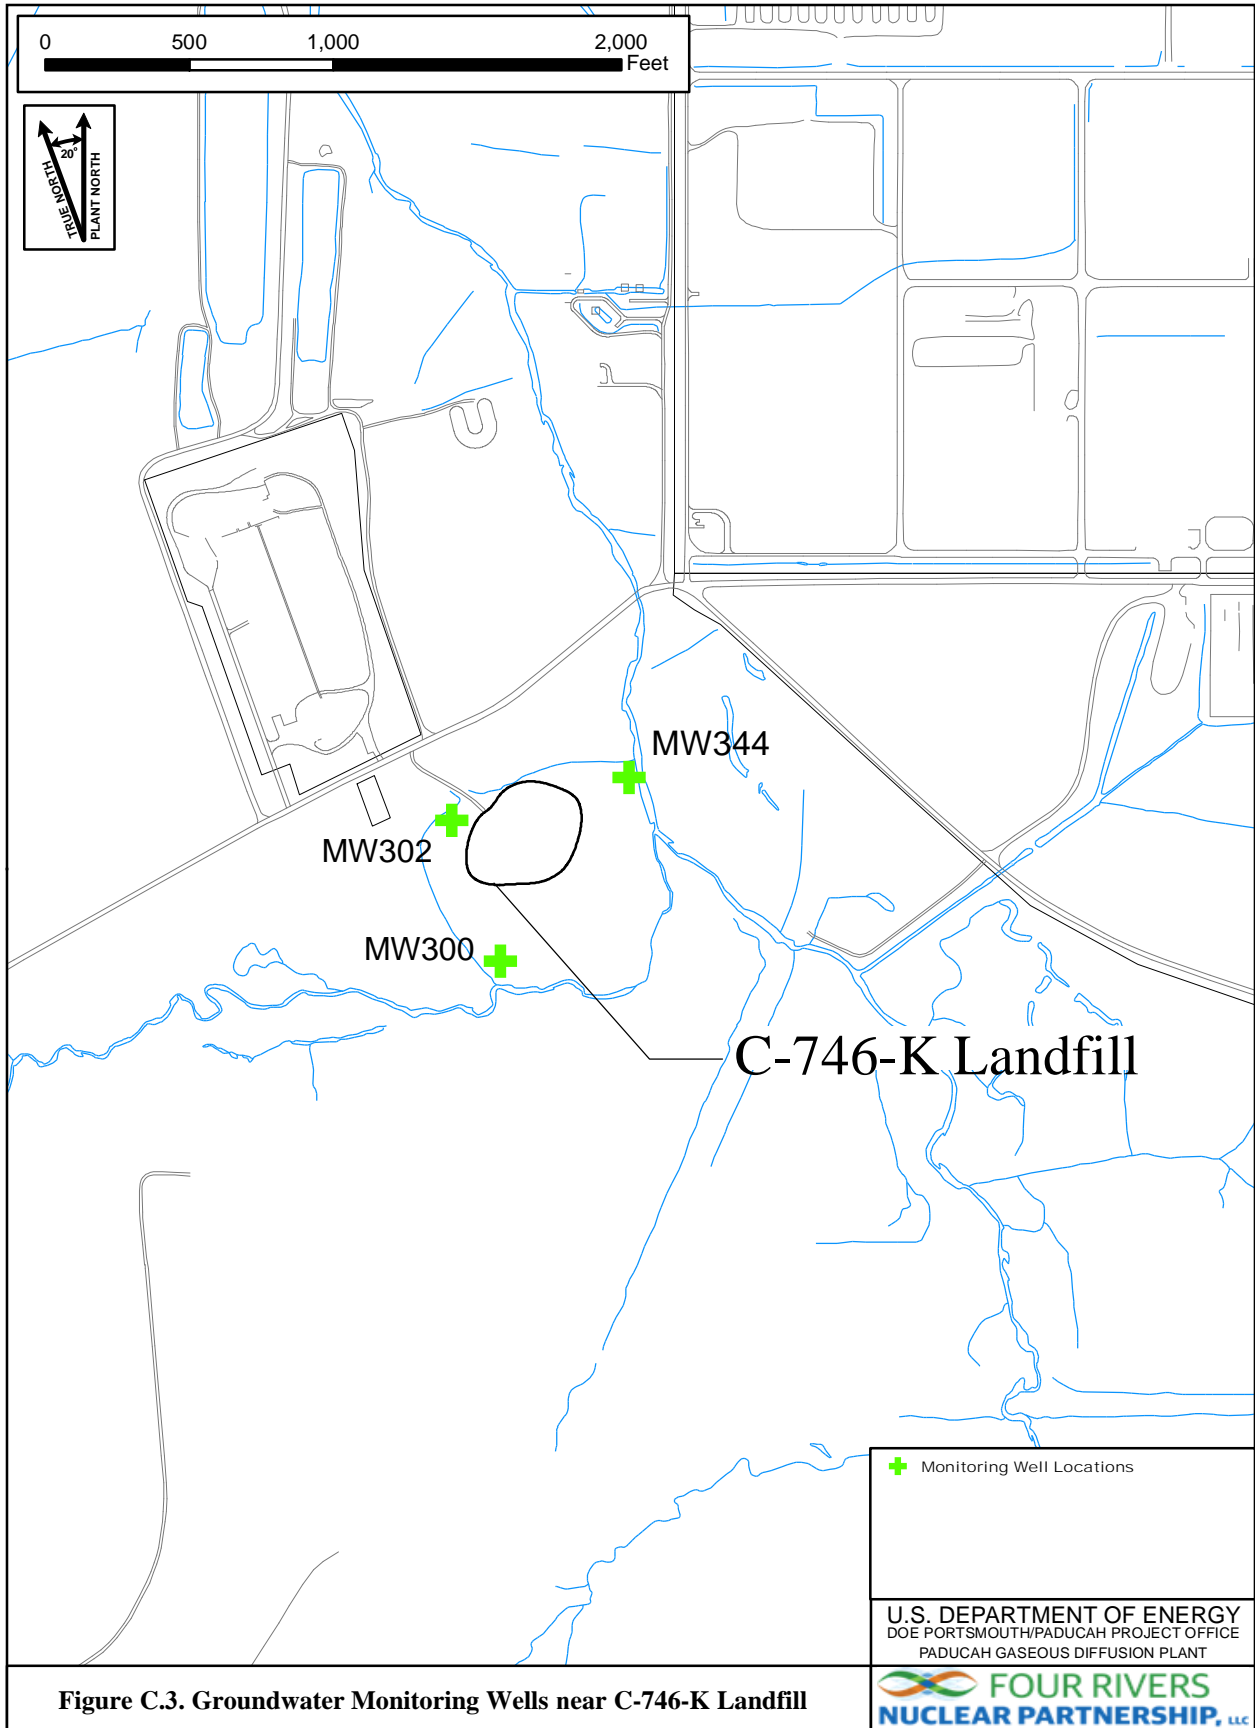 0 500 1,000 2,000
Feet
20°
TRUE NORTH
PLANT NORTH
MW344
MW302
MW300
C-746-K Landfill
Monitoring Well Locations
U.S. DEPARTMENT OF ENERGY
DOE PORTSMOUTH/PADUCAH PROJECT OFFICE
PADUCAH GASEOUS DIFFUSION PLANT
Figure C.3. Groundwater Monitoring Wells near C-746-K Landfill
FOUR RIVERS
NUCLEAR PARTNERSHIP, LLC